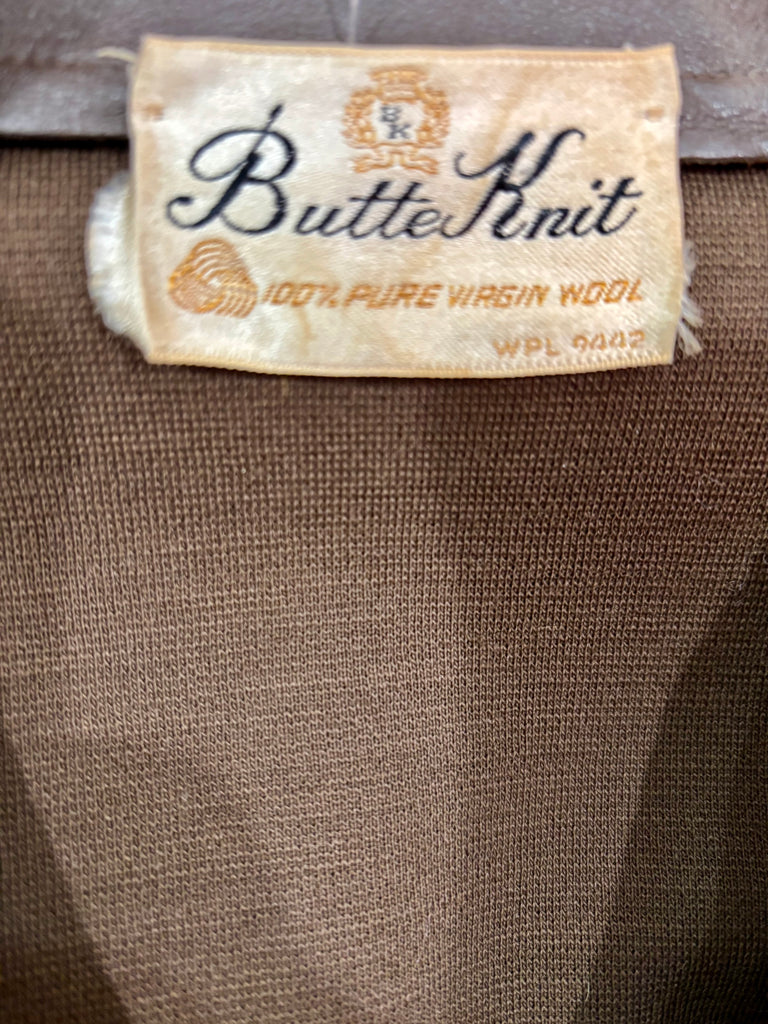 BK
Butte Knit
100% PURE VIRGIN WOOL
WPL 9442